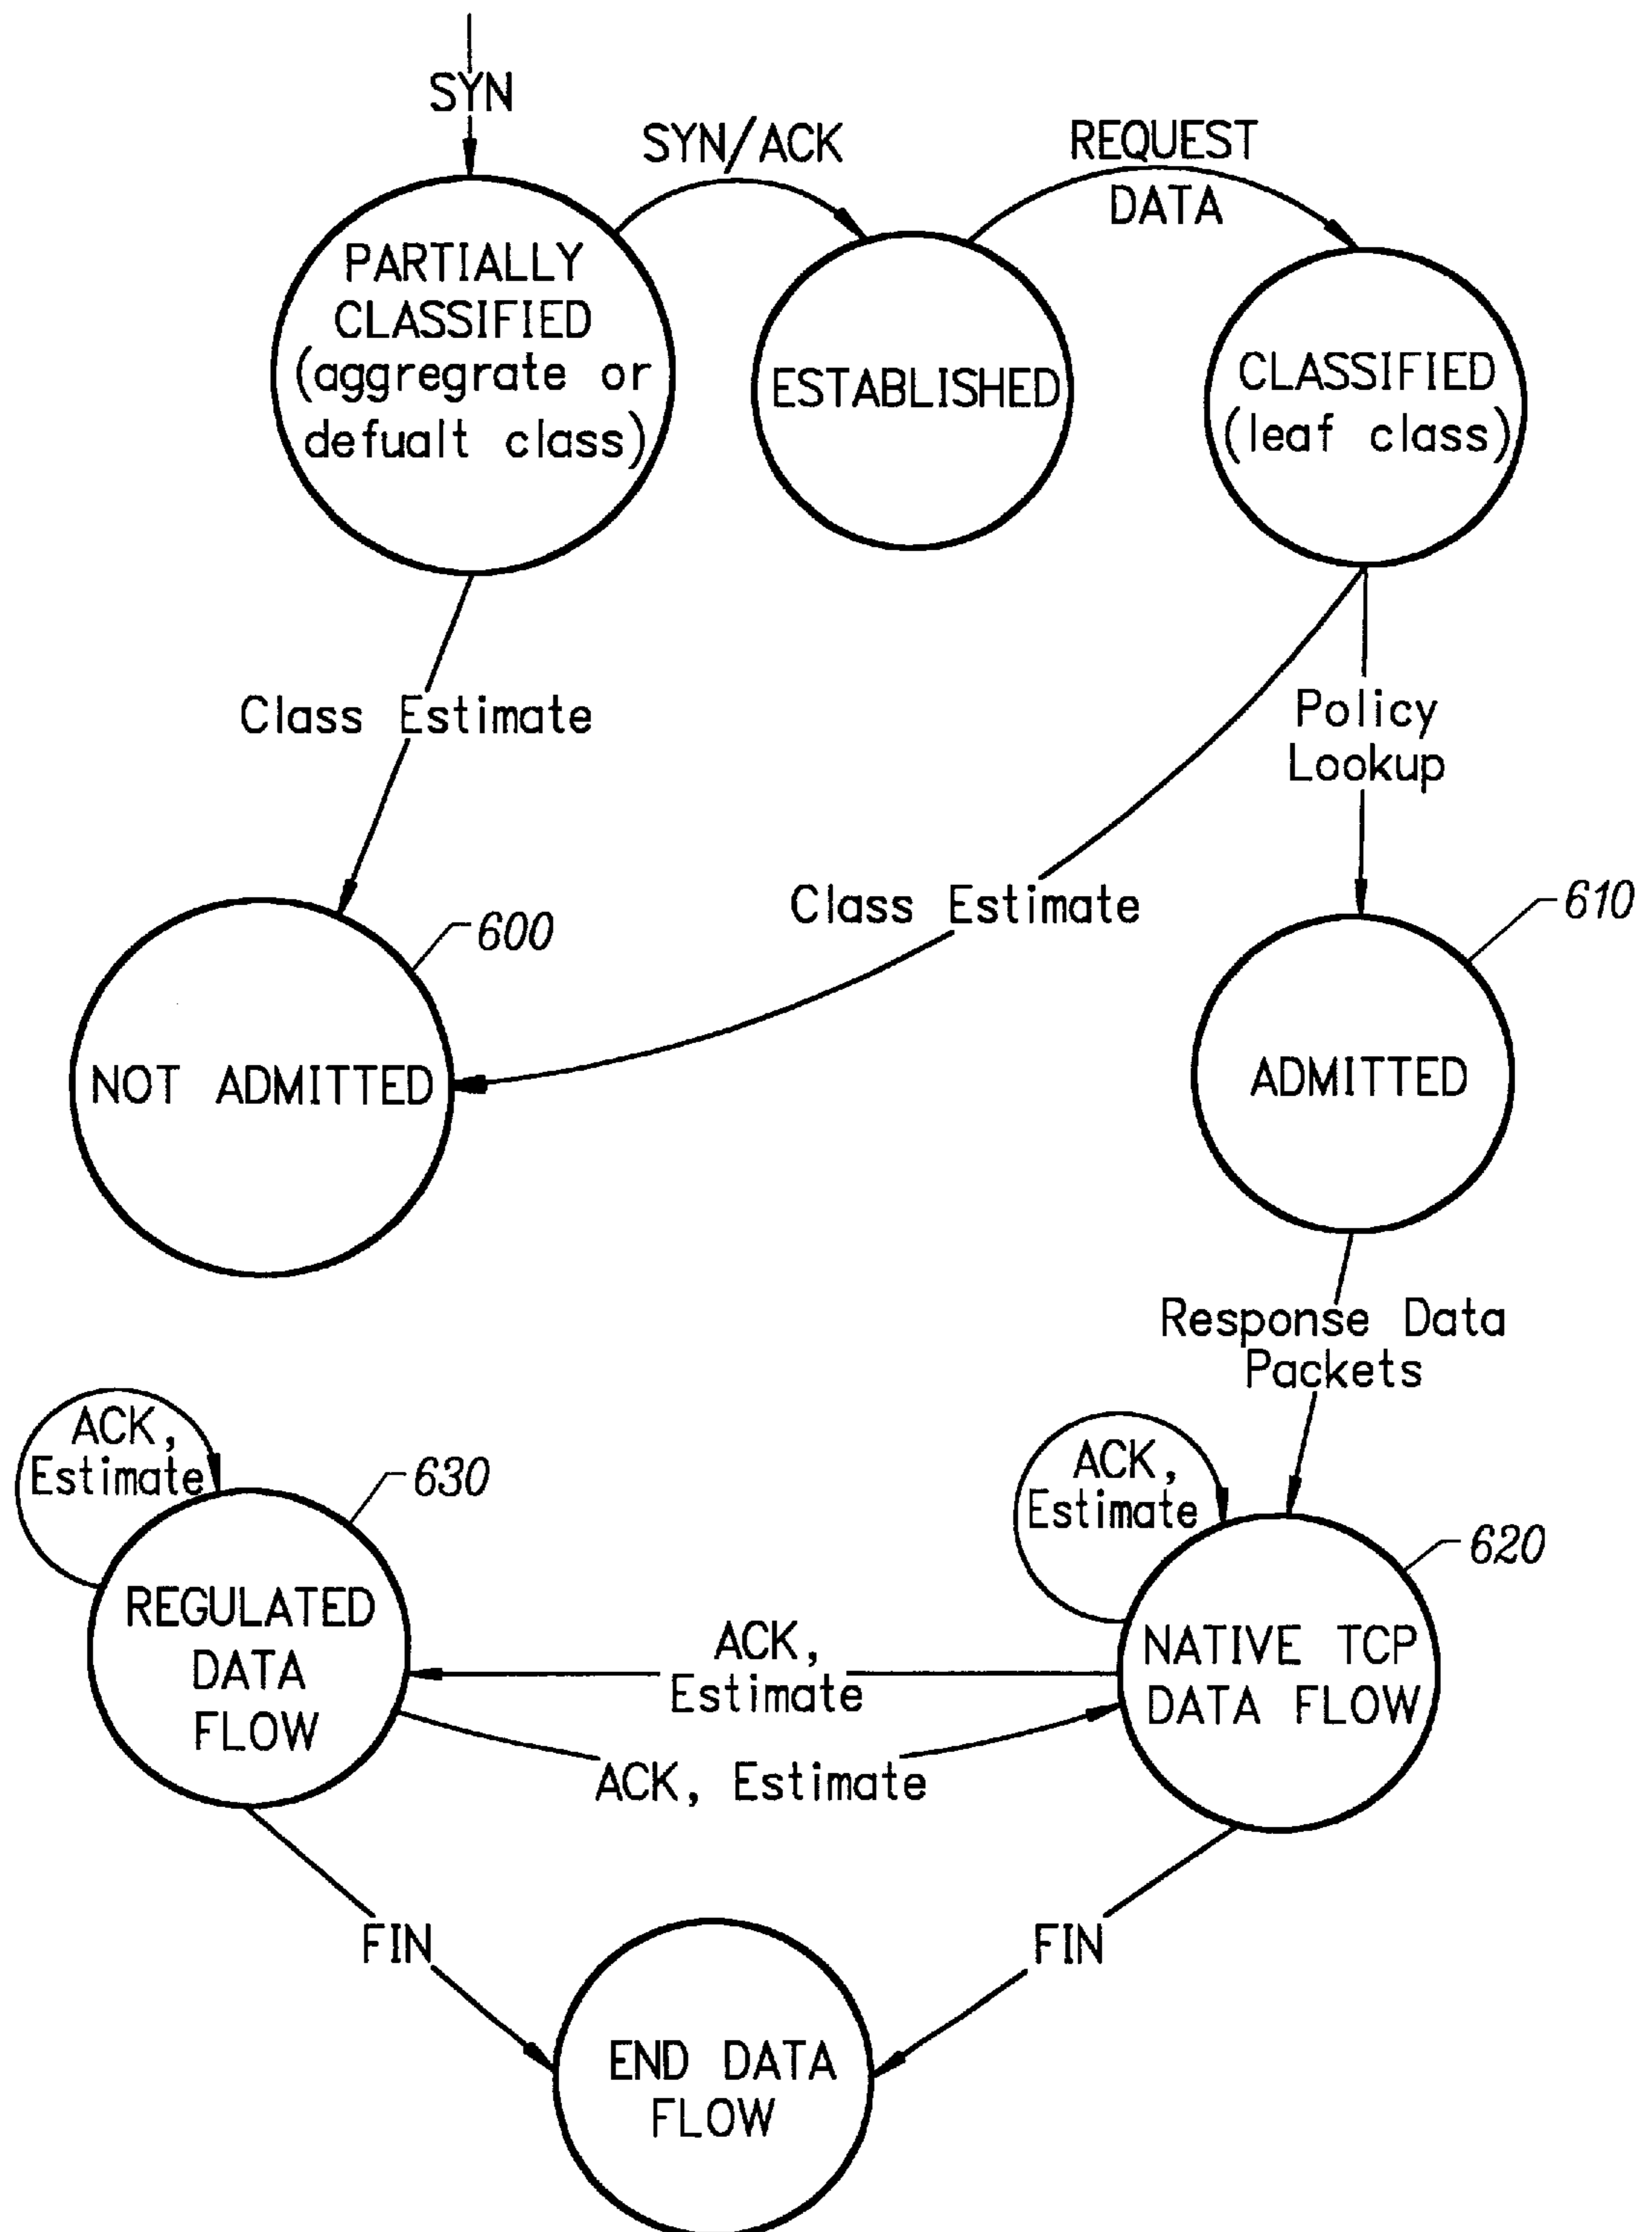 SYN
SYN/ACK
REQUEST
DATA
PARTIALLY
CLASSIFIED
(aggregrate or
defualt class)
ESTABLISHED
CLASSIFIED
(leaf class)
Class Estimate
Policy
Lookup
Class Estimate
600
610
NOT ADMITTED
ADMITTED
Response Data
Packets
ACK,
Estimate
630
ACK,
Estimate
620
REGULATED
DATA
FLOW
ACK,
Estimate
NATIVE TCP
DATA FLOW
ACK, Estimate
FIN
FIN
END DATA
FLOW